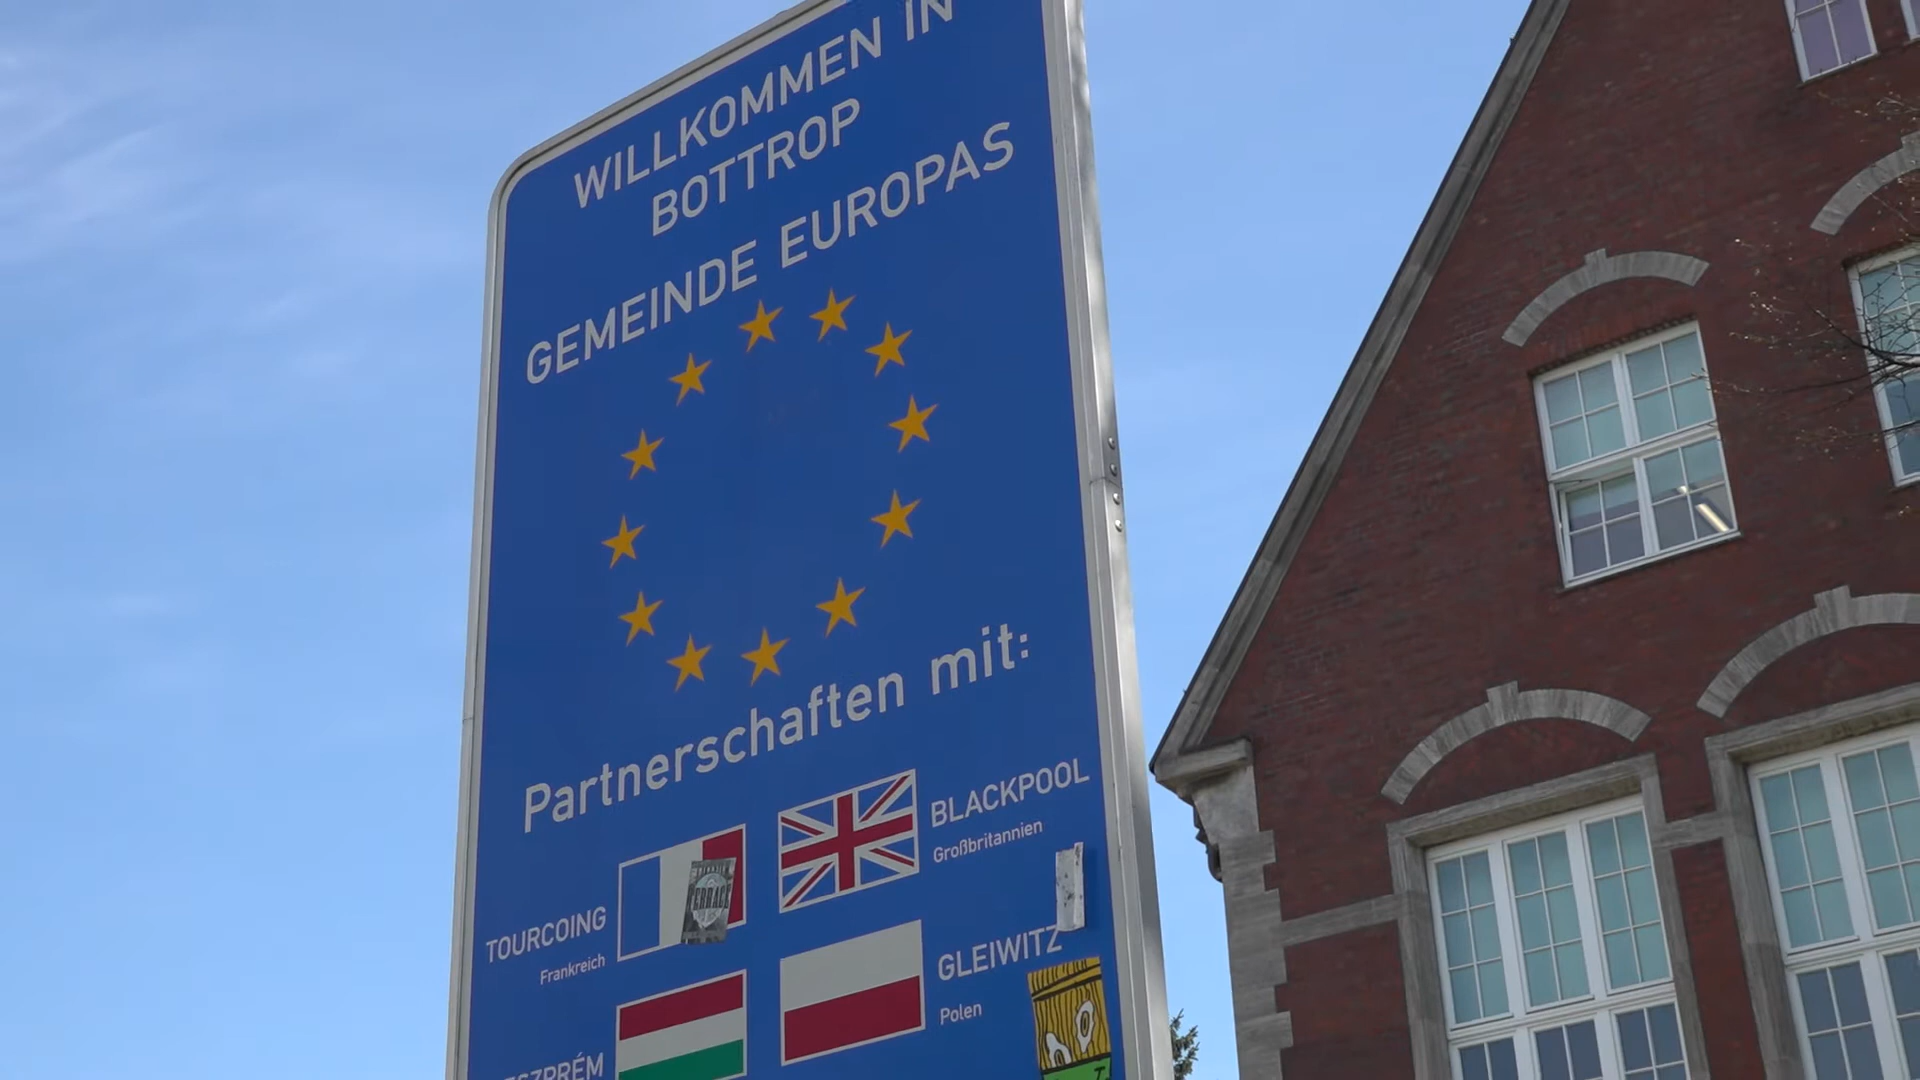 WILLKOMMEN IN
BOTTROP
GEMEINDE EUROPAS
Partnerschaften mit:
BLACKPOOL
Großbritannien
TOURCOING
Frankreich
GLEIWITZ
Polen